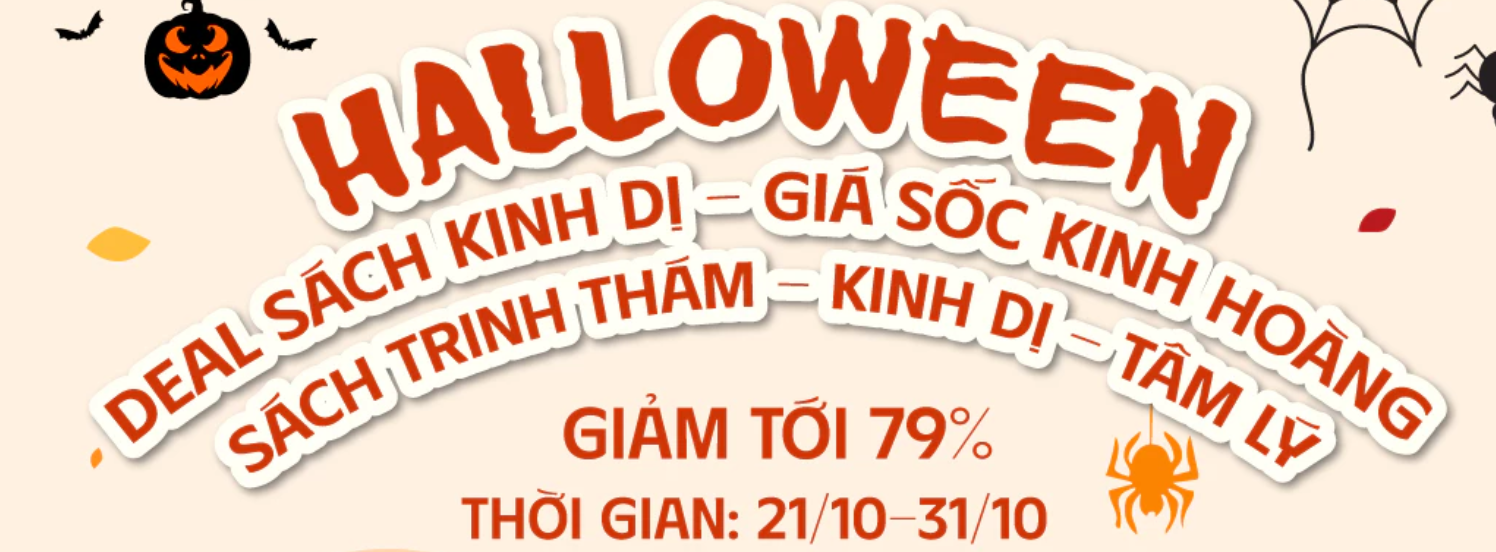 HALLOWEEN
DEAL SÁCH KINH DỊ – GIÁ SỐC KINH HOÀNG
SÁCH TRINH THÁM – KINH DỊ – TÂM LÝ
GIẢM TỚI 79%
THỜI GIAN: 21/10–31/10